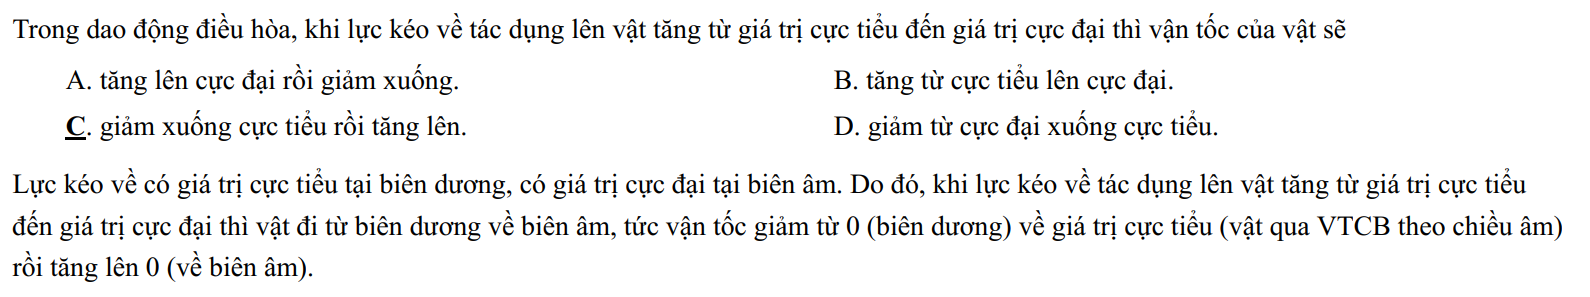 Trong dao động điều hòa, khi lực kéo về tác dụng lên vật tăng từ giá trị cực tiểu đến giá trị cực đại thì vận tốc của vật sẽ
A. tăng lên cực đại rồi giảm xuống.
B. tăng từ cực tiểu lên cực đại.
C. giảm xuống cực tiểu rồi tăng lên.
D. giảm từ cực đại xuống cực tiểu.
Lực kéo về có giá trị cực tiểu tại biên dương, có giá trị cực đại tại biên âm. Do đó, khi lực kéo về tác dụng lên vật tăng từ giá trị cực tiểu
đến giá trị cực đại thì vật đi từ biên dương về biên âm, tức vận tốc giảm từ 0 (biên dương) về giá trị cực tiểu (vật qua VTCB theo chiều âm)
rồi tăng lên 0 (về biên âm).